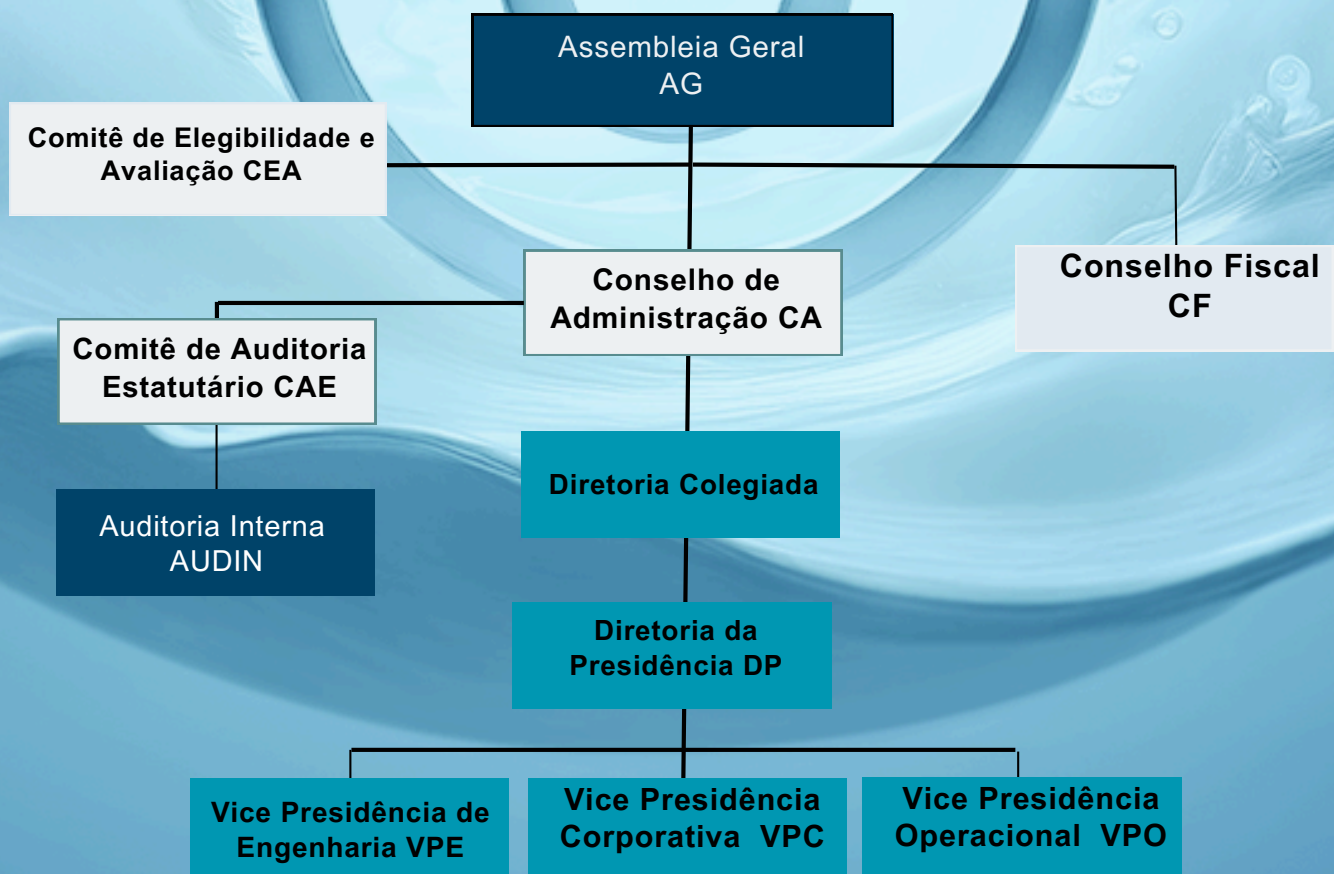 Assembleia Geral
AG
Comitê de Elegibilidade e
Avaliação CEA
Conselho de
Administração CA
Conselho Fiscal
CF
Comitê de Auditoria
Estatutário CAE
Diretoria Colegiada
Auditoria Interna
AUDIN
Diretoria da
Presidência DP
Vice Presidência de
Engenharia VPE
Vice Presidência
Corporativa VPC
Vice Presidência
Operacional VPO